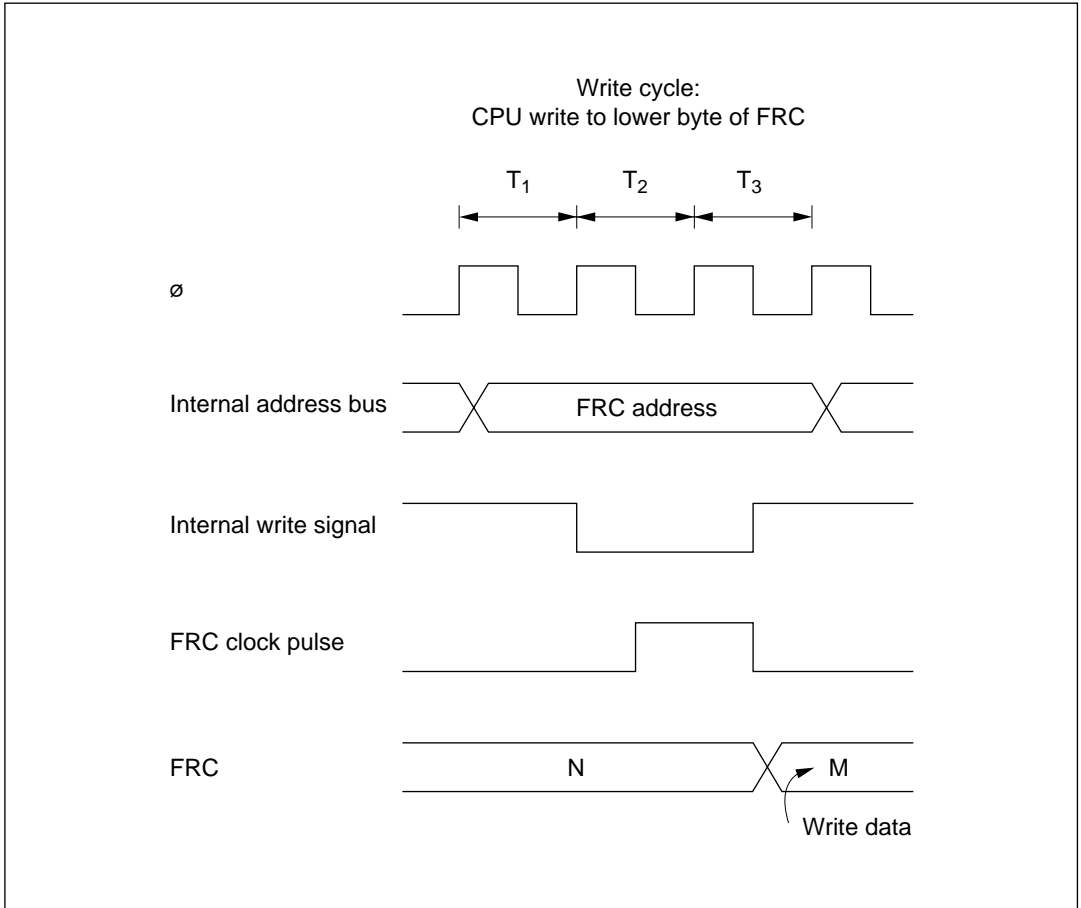 Write cycle:
CPU write to lower byte of FRC
T1 T2 T3
ø
Internal address bus FRC address
Internal write signal
FRC clock pulse
FRC N M
Write data